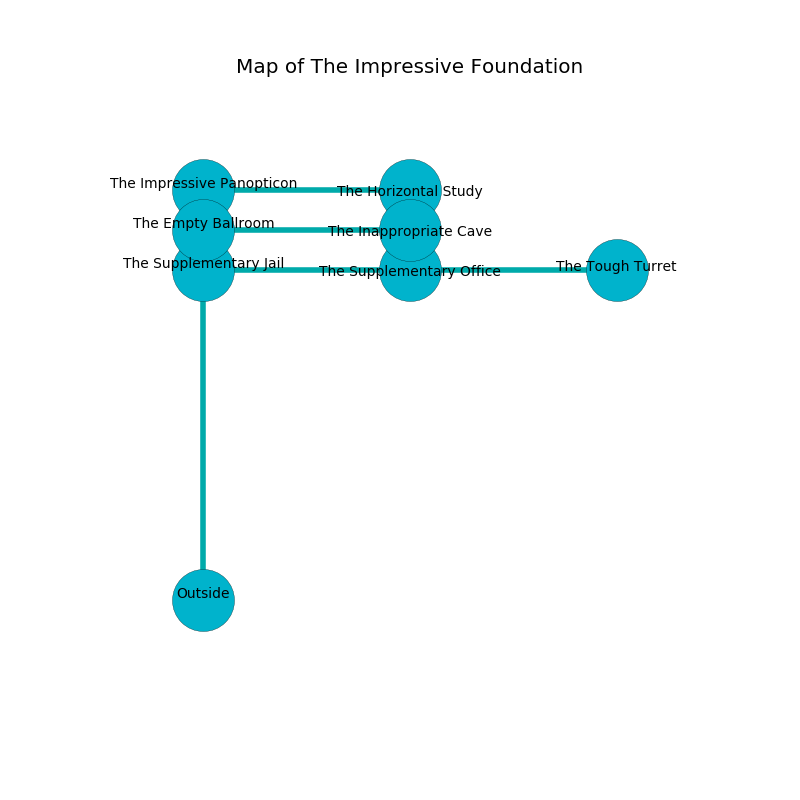 Map of The Impressive Foundation
The Impressive Panopticon
The Horizontal Study
The Empty Ballroom
The Inappropriate Cave
The Supplementary Jail
The Supplementary Office
The Tough Turret
Outside